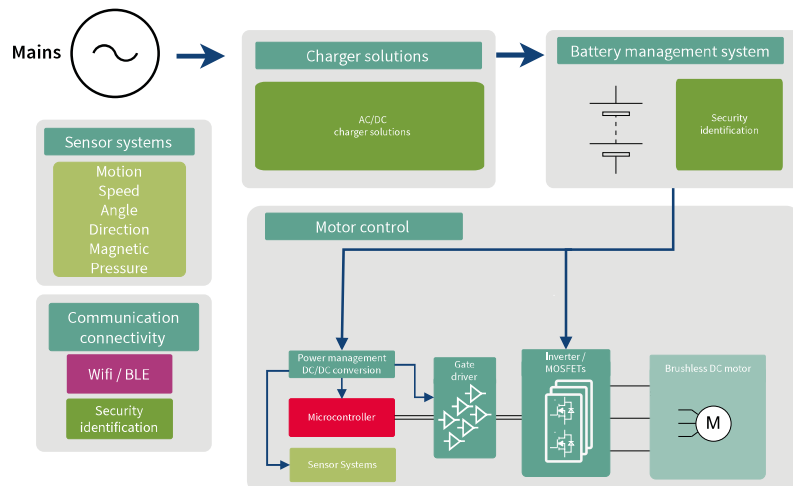 Mains
Charger solutions
AC/DC
charger solutions
Battery management system
Security
identification
Sensor systems
Motion
Speed
Angle
Direction
Magnetic
Pressure
Communication
connectivity
Wifi / BLE
Security
identification
Motor control
Power management
DC/DC conversion
Microcontroller
Sensor Systems
Gate
driver
Inverter /
MOSFETs
Brushless DC motor
M